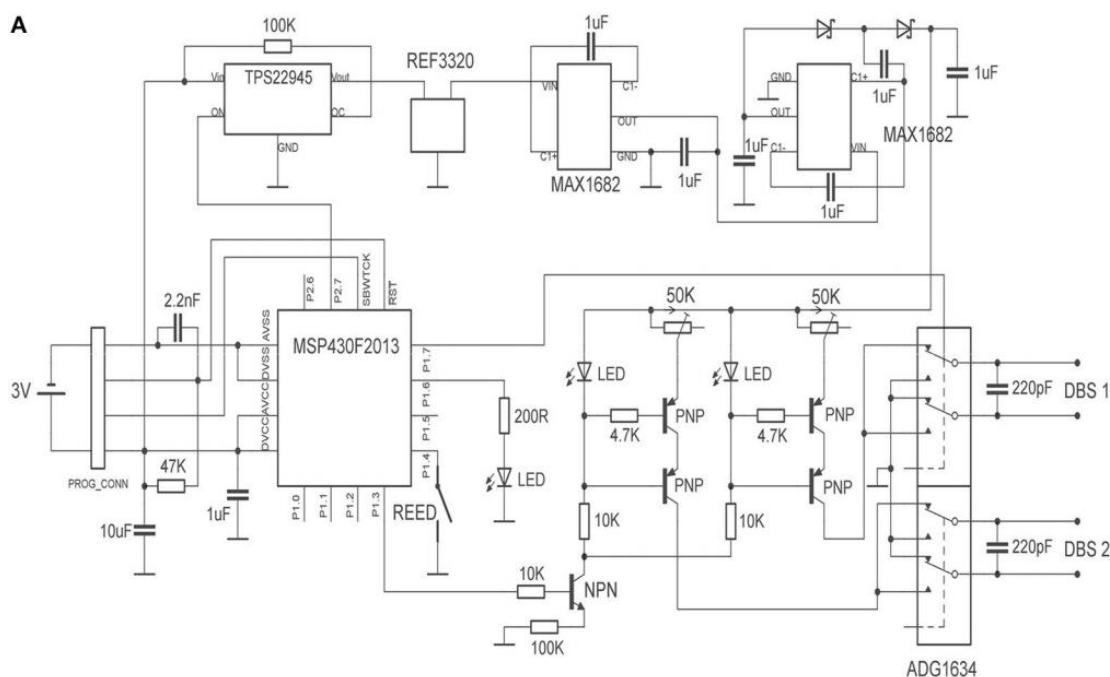 A
100K
TPS22945
Vin
Vout
ON
OC
GND
REF3320
1uF
VIN
C1-
OUT
C1+
GND
MAX1682
1uF
GND
C1+
OUT
C1-
VIN
MAX1682
1uF
1uF
1uF
1uF
2.2nF
3V
PROG_CONN
47K
10uF
1uF
MSP430F2013
P2.6
P2.7
SBWTCK
RST
AVSS
DVSS
AVCC
DVCC
P1.7
P1.6
P1.5
P1.4
P1.0
P1.1
P1.2
P1.3
200R
LED
REED
10K
NPN
100K
50K
LED
PNP
4.7K
PNP
10K
50K
LED
PNP
4.7K
PNP
10K
220pF
DBS 1
220pF
DBS 2
ADG1634